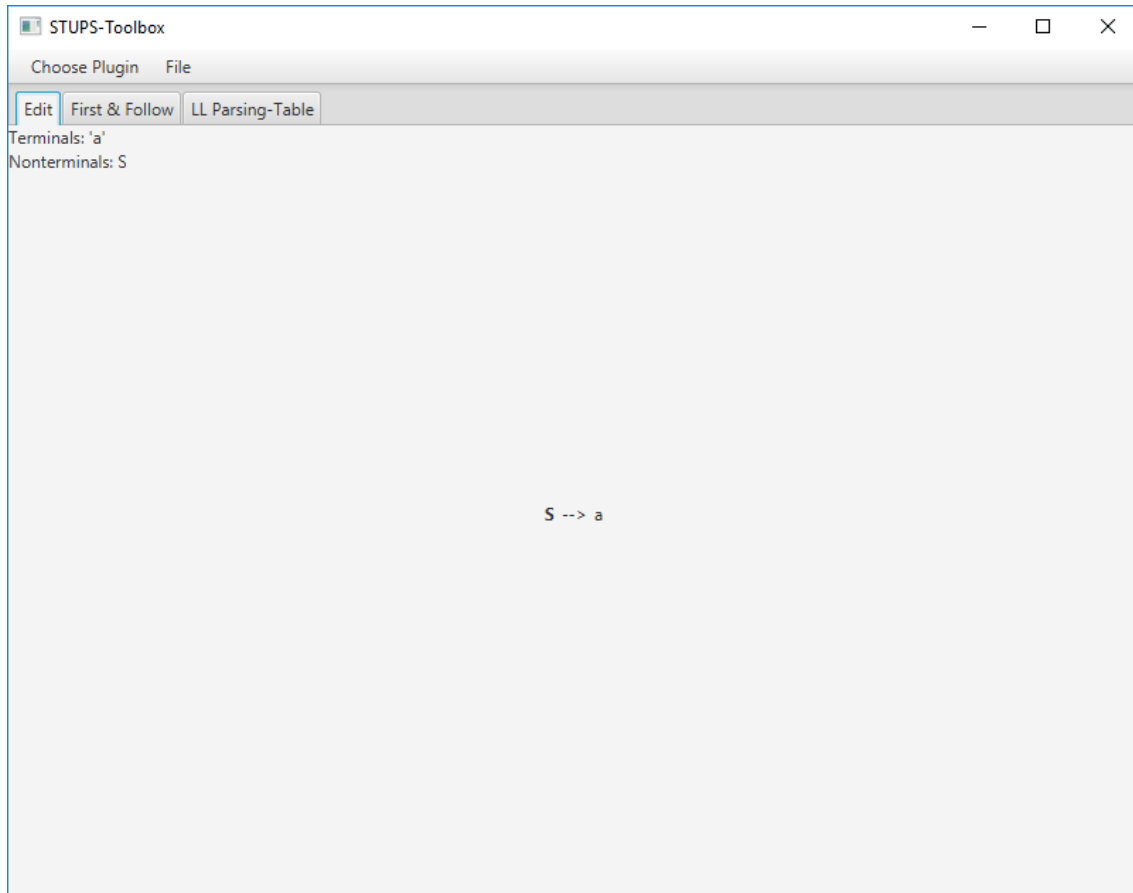 STUPS-Toolbox
Choose Plugin File
Edit First & Follow LL Parsing-Table
Terminals: 'a'
Nonterminals: S
S --> a